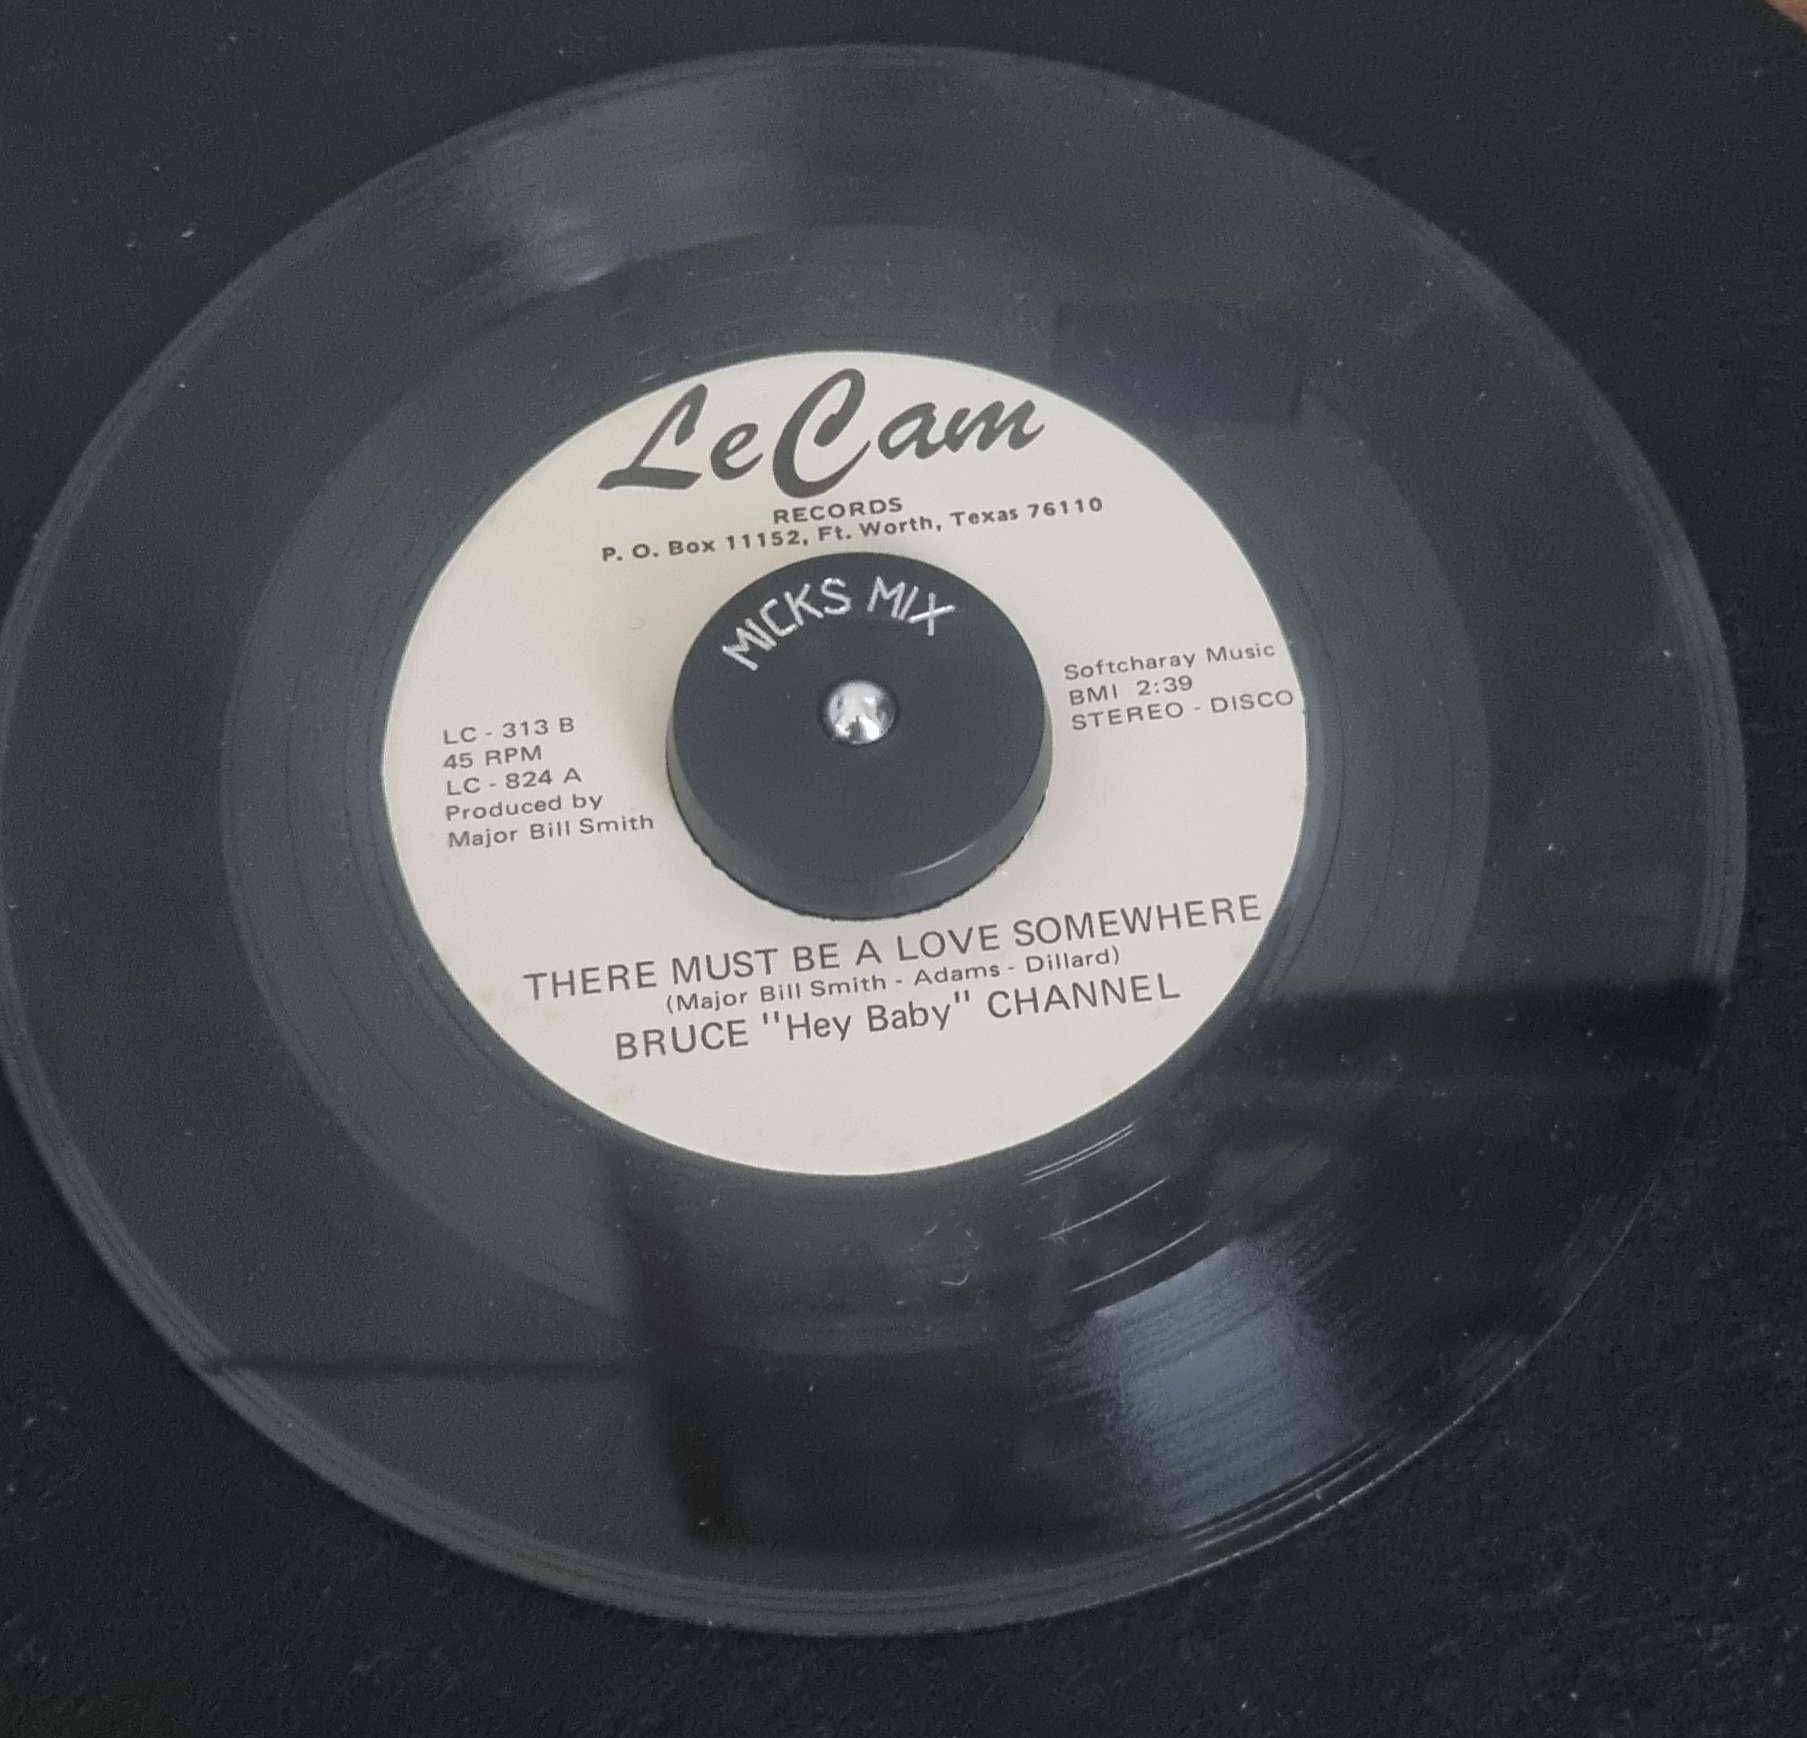 LeCam
RECORDS
P. O. Box 11152, Ft. Worth, Texas 76110
MICKS MIX
Softcharay Music
BMI 2:39
STEREO - DISCO
LC - 313 B
45 RPM
LC - 824 A
Produced by
Major Bill Smith
THERE MUST BE A LOVE SOMEWHERE
(Major Bill Smith - Adams - Dillard)
BRUCE "Hey Baby" CHANNEL